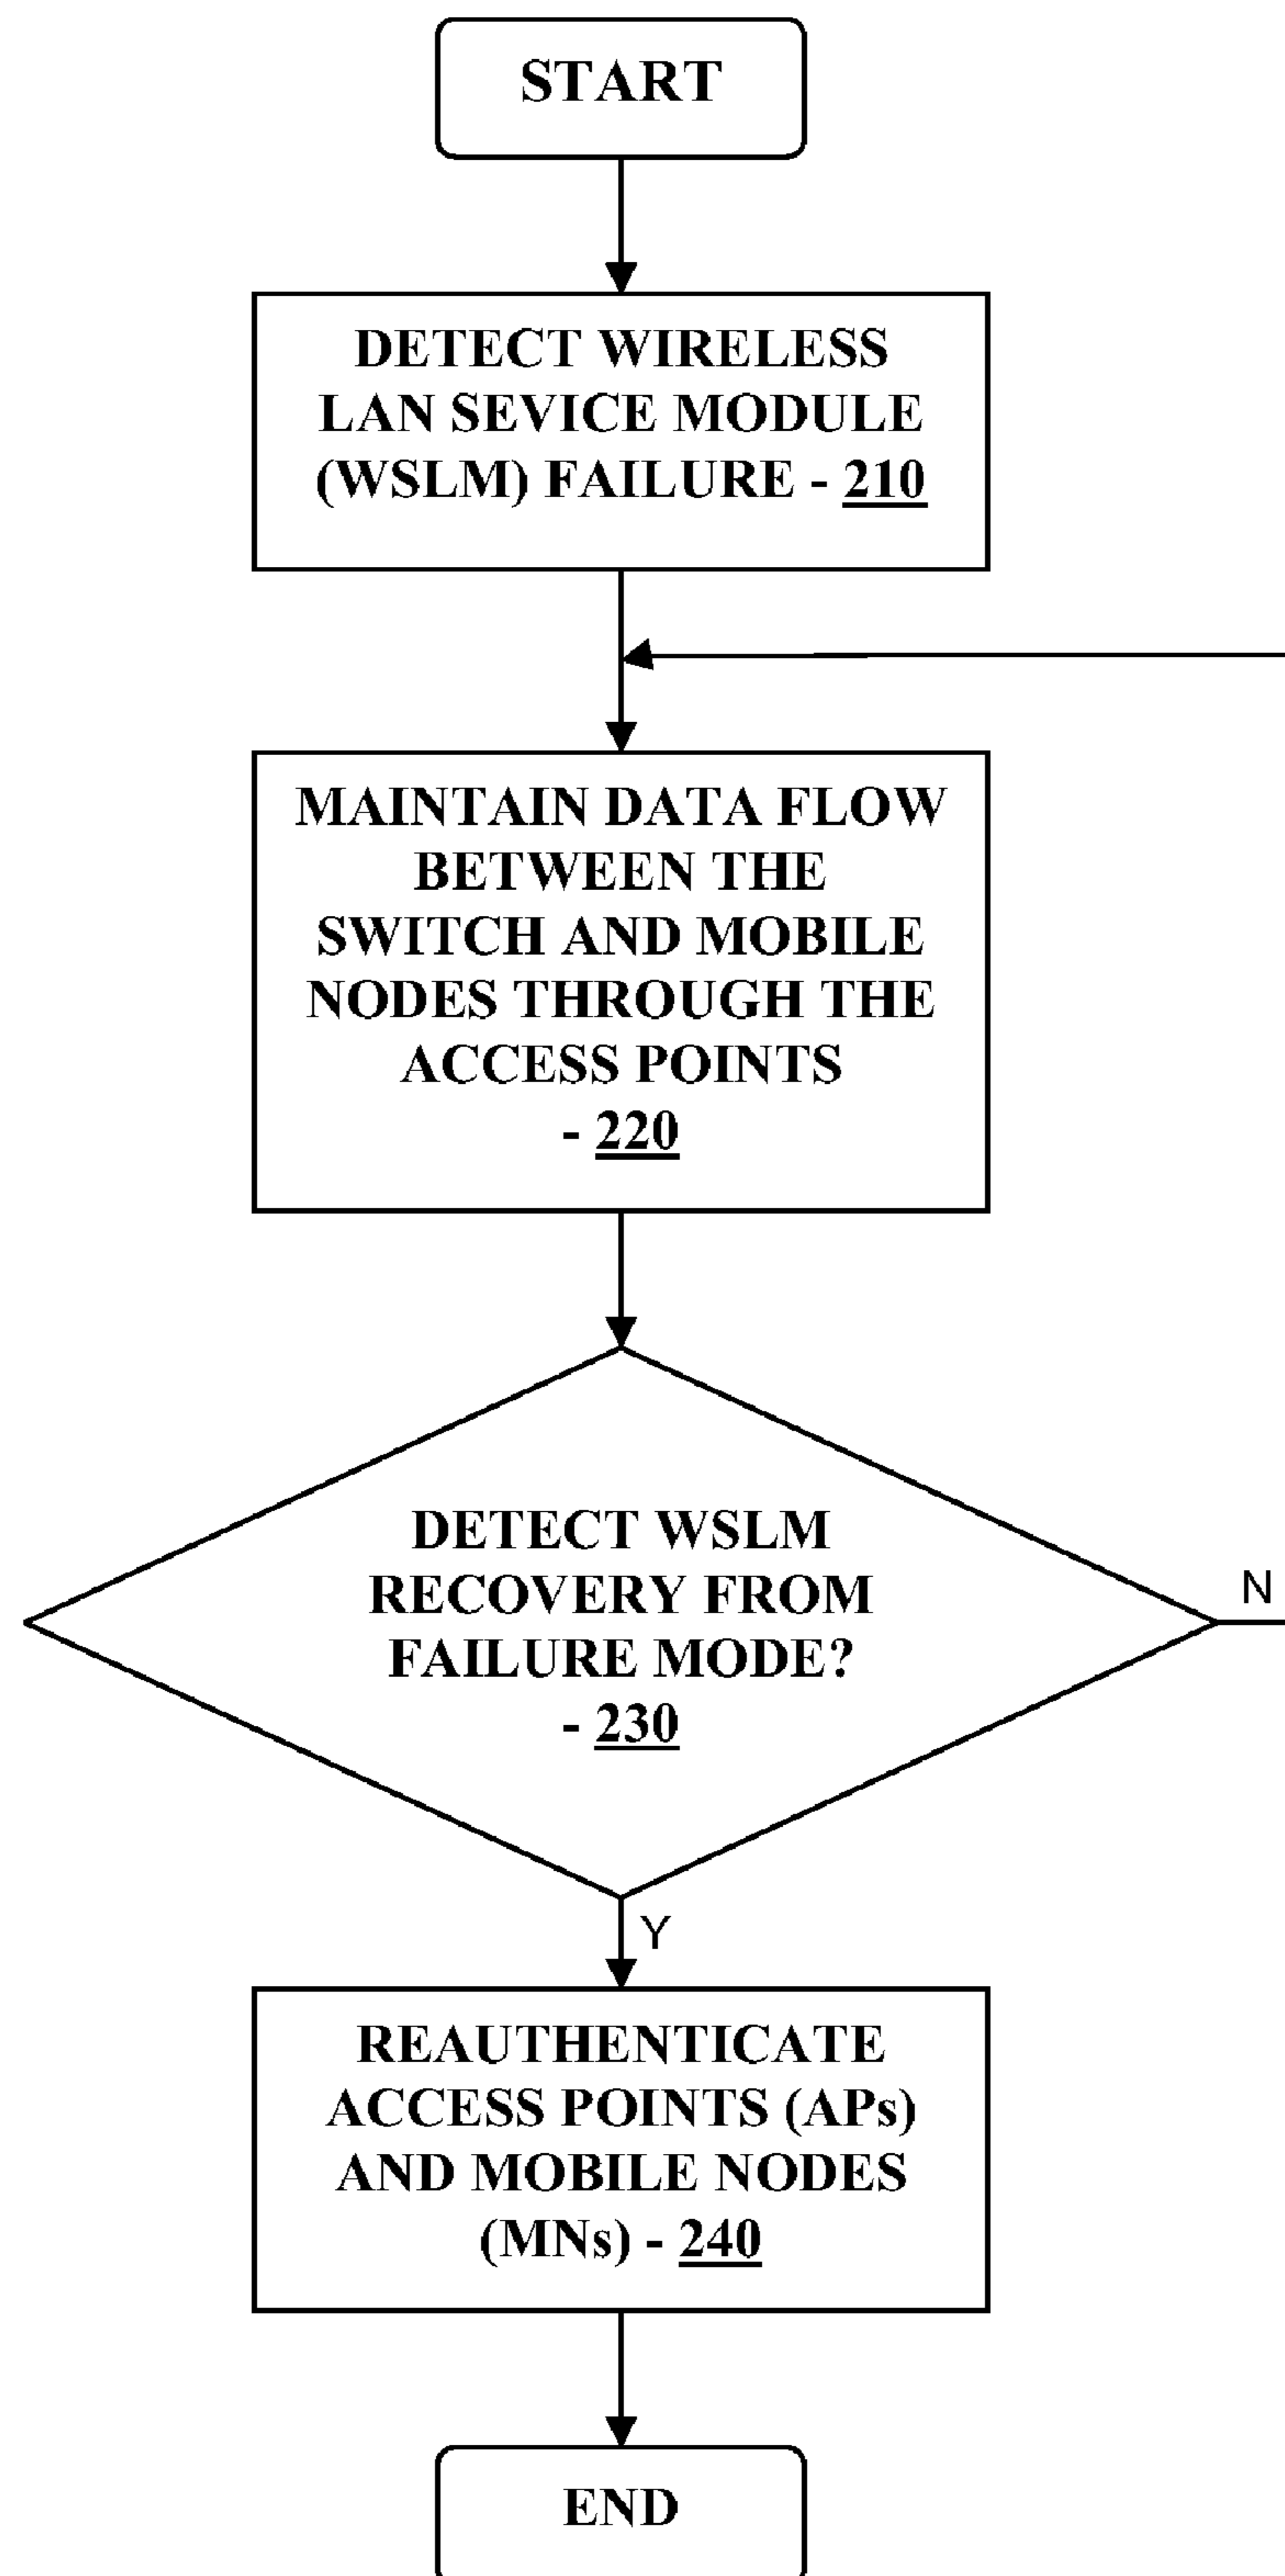 START
DETECT WIRELESS
LAN SEVICE MODULE
(WSLM) FAILURE - 210
MAINTAIN DATA FLOW
BETWEEN THE
SWITCH AND MOBILE
NODES THROUGH THE
ACCESS POINTS
- 220
DETECT WSLM
RECOVERY FROM
FAILURE MODE?
- 230
N
Y
REAUTHENTICATE
ACCESS POINTS (APs)
AND MOBILE NODES
(MNs) - 240
END